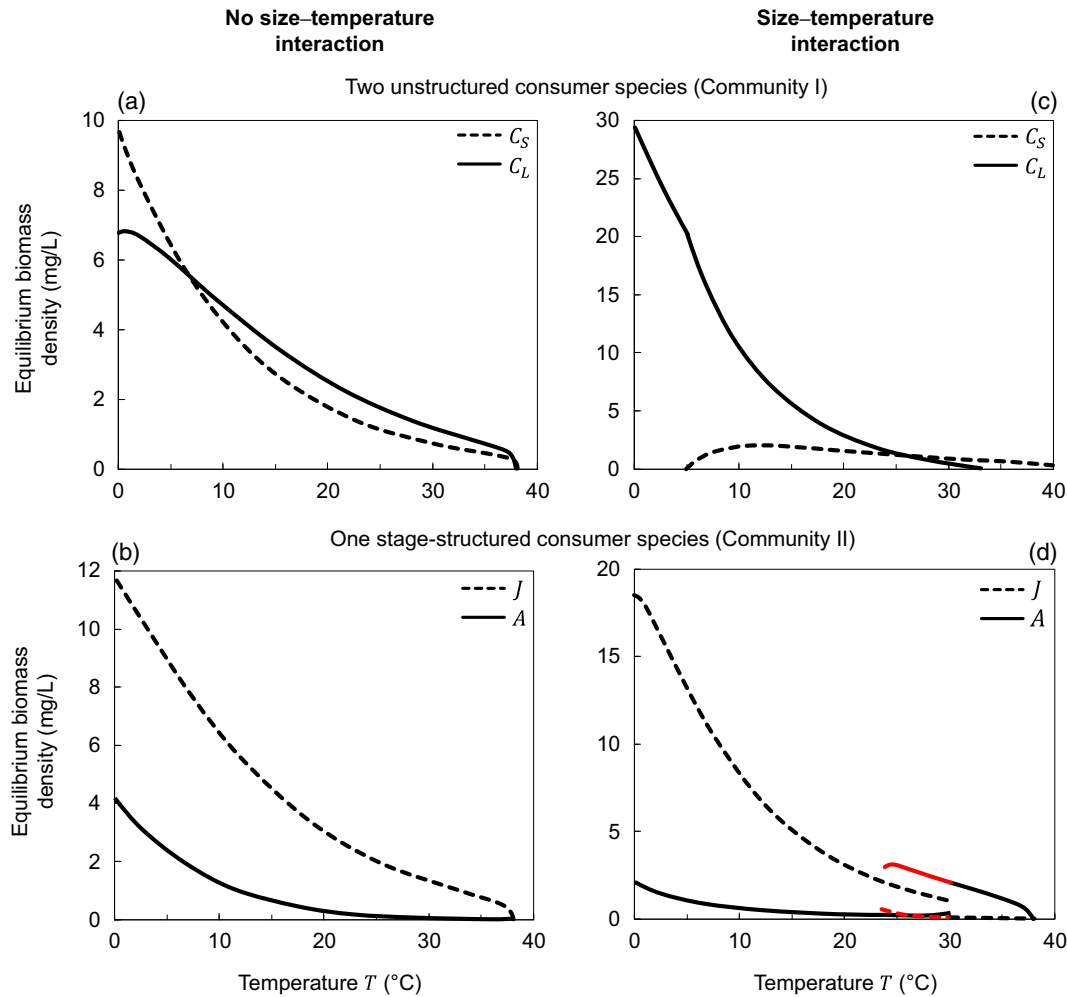 No size–temperature
interaction
Size–temperature
interaction
Two unstructured consumer species (Community I)
(a)
(c)
Equilibrium biomass
density (mg/L)
10
8
6
4
2
0
0
10
20
30
40
C_S
C_L
30
25
20
15
10
5
0
0
10
20
30
40
C_S
C_L
One stage-structured consumer species (Community II)
(b)
(d)
Equilibrium biomass
density (mg/L)
12
10
8
6
4
2
0
0
10
20
30
40
J
A
Temperature T (°C)
20
15
10
5
0
0
10
20
30
40
J
A
Temperature T (°C)